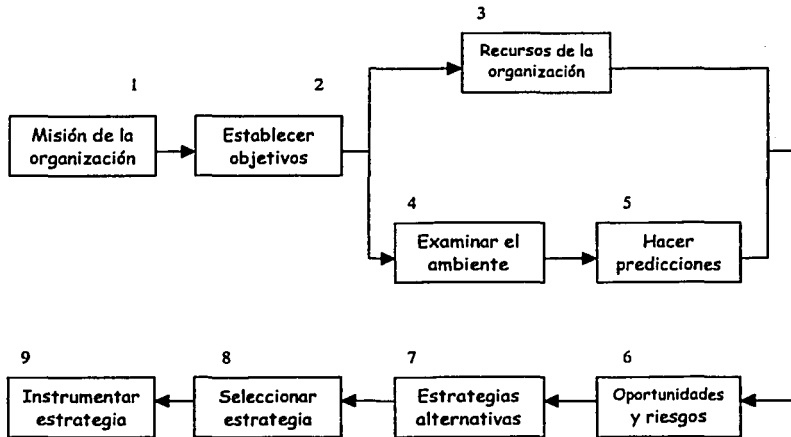 1
Misión de la
organización
2
Establecer
objetivos
3
Recursos de la
organización
4
Examinar el
ambiente
5
Hacer
predicciones
6
Oportunidades
y riesgos
7
Estrategias
alternativas
8
Seleccionar
estrategia
9
Instrumentar
estrategia